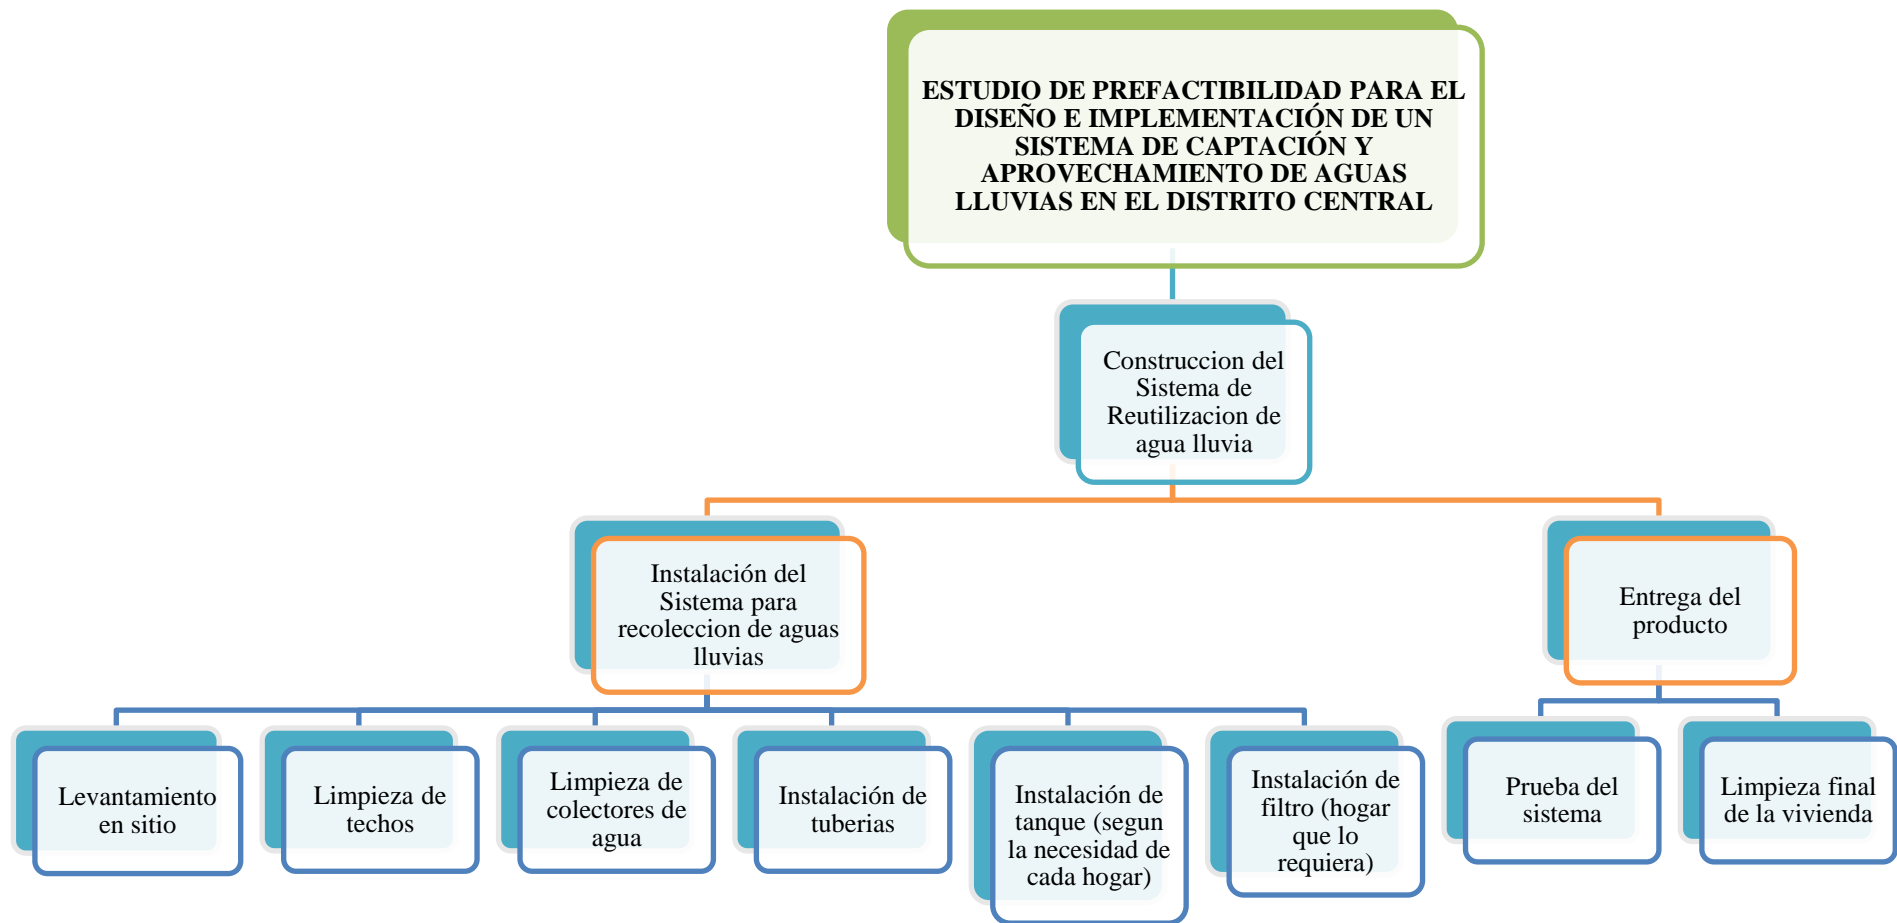 ESTUDIO DE PREFACTIBILIDAD PARA EL
DISEÑO E IMPLEMENTACIÓN DE UN
SISTEMA DE CAPTACIÓN Y
APROVECHAMIENTO DE AGUAS
LLUVIAS EN EL DISTRITO CENTRAL
Construccion del
Sistema de
Reutilizacion de
agua lluvia
Instalación del
Sistema para
recoleccion de aguas
lluvias
Entrega del
producto
Levantamiento
en sitio
Limpieza de
techos
Limpieza de
colectores de
agua
Instalación de
tuberias
Instalación de
tanque (segun
la necesidad de
cada hogar)
Instalación de
filtro (hogar
que lo
requiera)
Prueba del
sistema
Limpieza final
de la vivienda